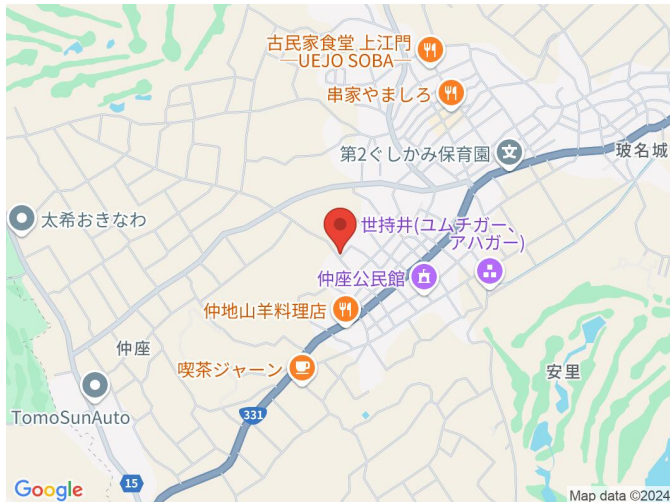 古民家食堂 上江門
—UEJO SOBA—
串家やましろ
第2ぐしかみ保育園
文
玻名城
太希おきなわ
世持井(ユムチガー、
アハガー)
仲座公民館
仲地山羊料理店
仲座
喫茶ジャーン
安里
TomoSunAuto
331
15
Google
Map data ©2024